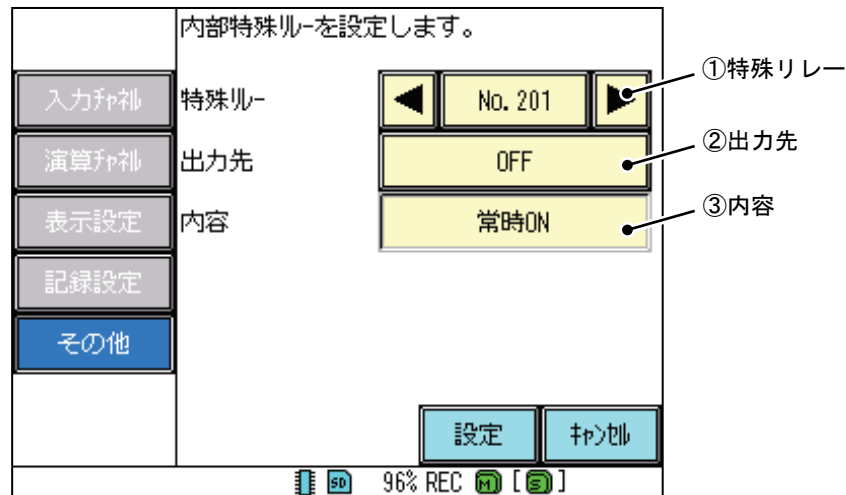 内部特殊ﾘﾚｰを設定します。
①特殊リレー
入力ﾁｬﾈﾙ
特殊ﾘﾚｰ
No. 201
②出力先
演算ﾁｬﾈﾙ
出力先
OFF
③内容
表示設定
内容
常時ON
記録設定
その他
設定
ｷｬﾝｾﾙ
SD 96% REC M [S]